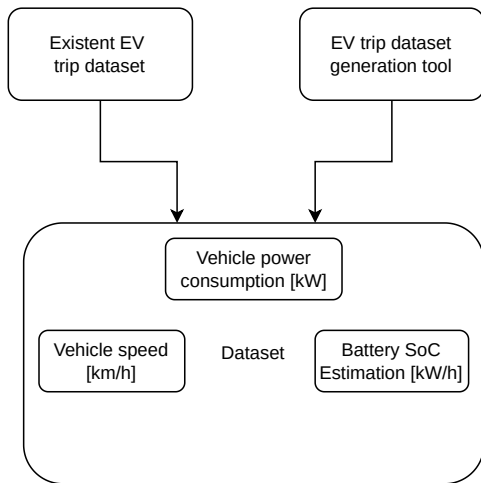 Existent EV
trip dataset
EV trip dataset
generation tool
Vehicle power
consumption [kW]
Vehicle speed
[km/h]
Dataset
Battery SoC
Estimation [kW/h]